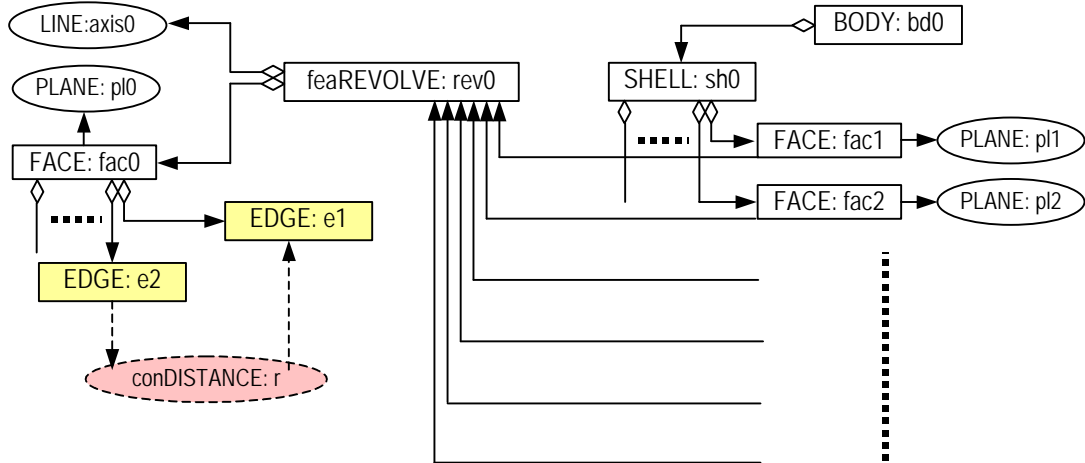 LINE:axis0
BODY: bd0
feaREVOLVE: rev0
SHELL: sh0
PLANE: pl0
FACE: fac0
FACE: fac1
PLANE: pl1
FACE: fac2
PLANE: pl2
EDGE: e1
EDGE: e2
conDISTANCE: r